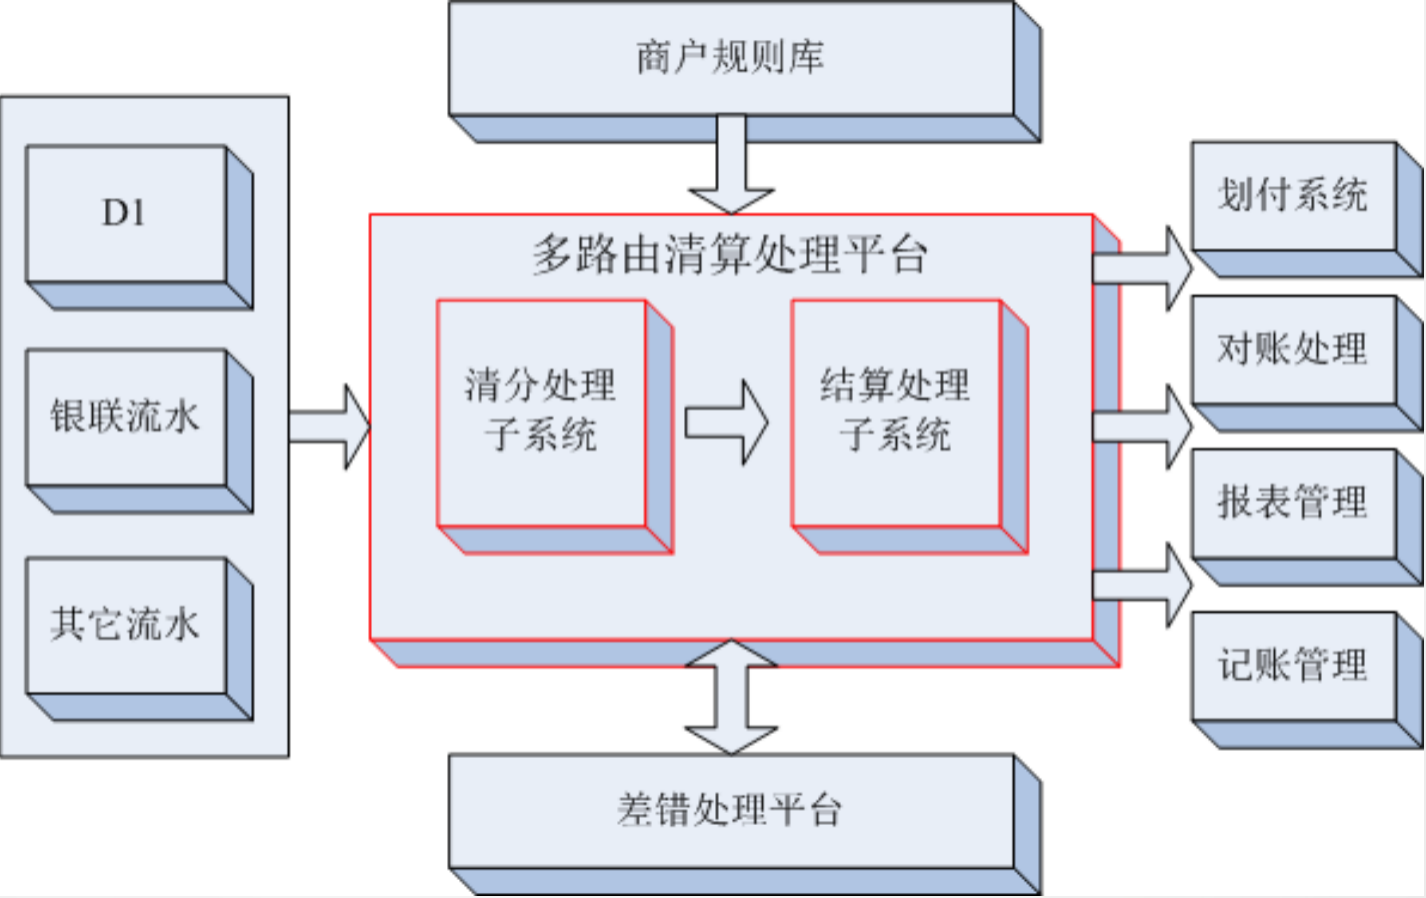 商户规则库
D1
银联流水
其它流水
多路由清算处理平台
清分处理
子系统
结算处理
子系统
划付系统
对账处理
报表管理
记账管理
差错处理平台